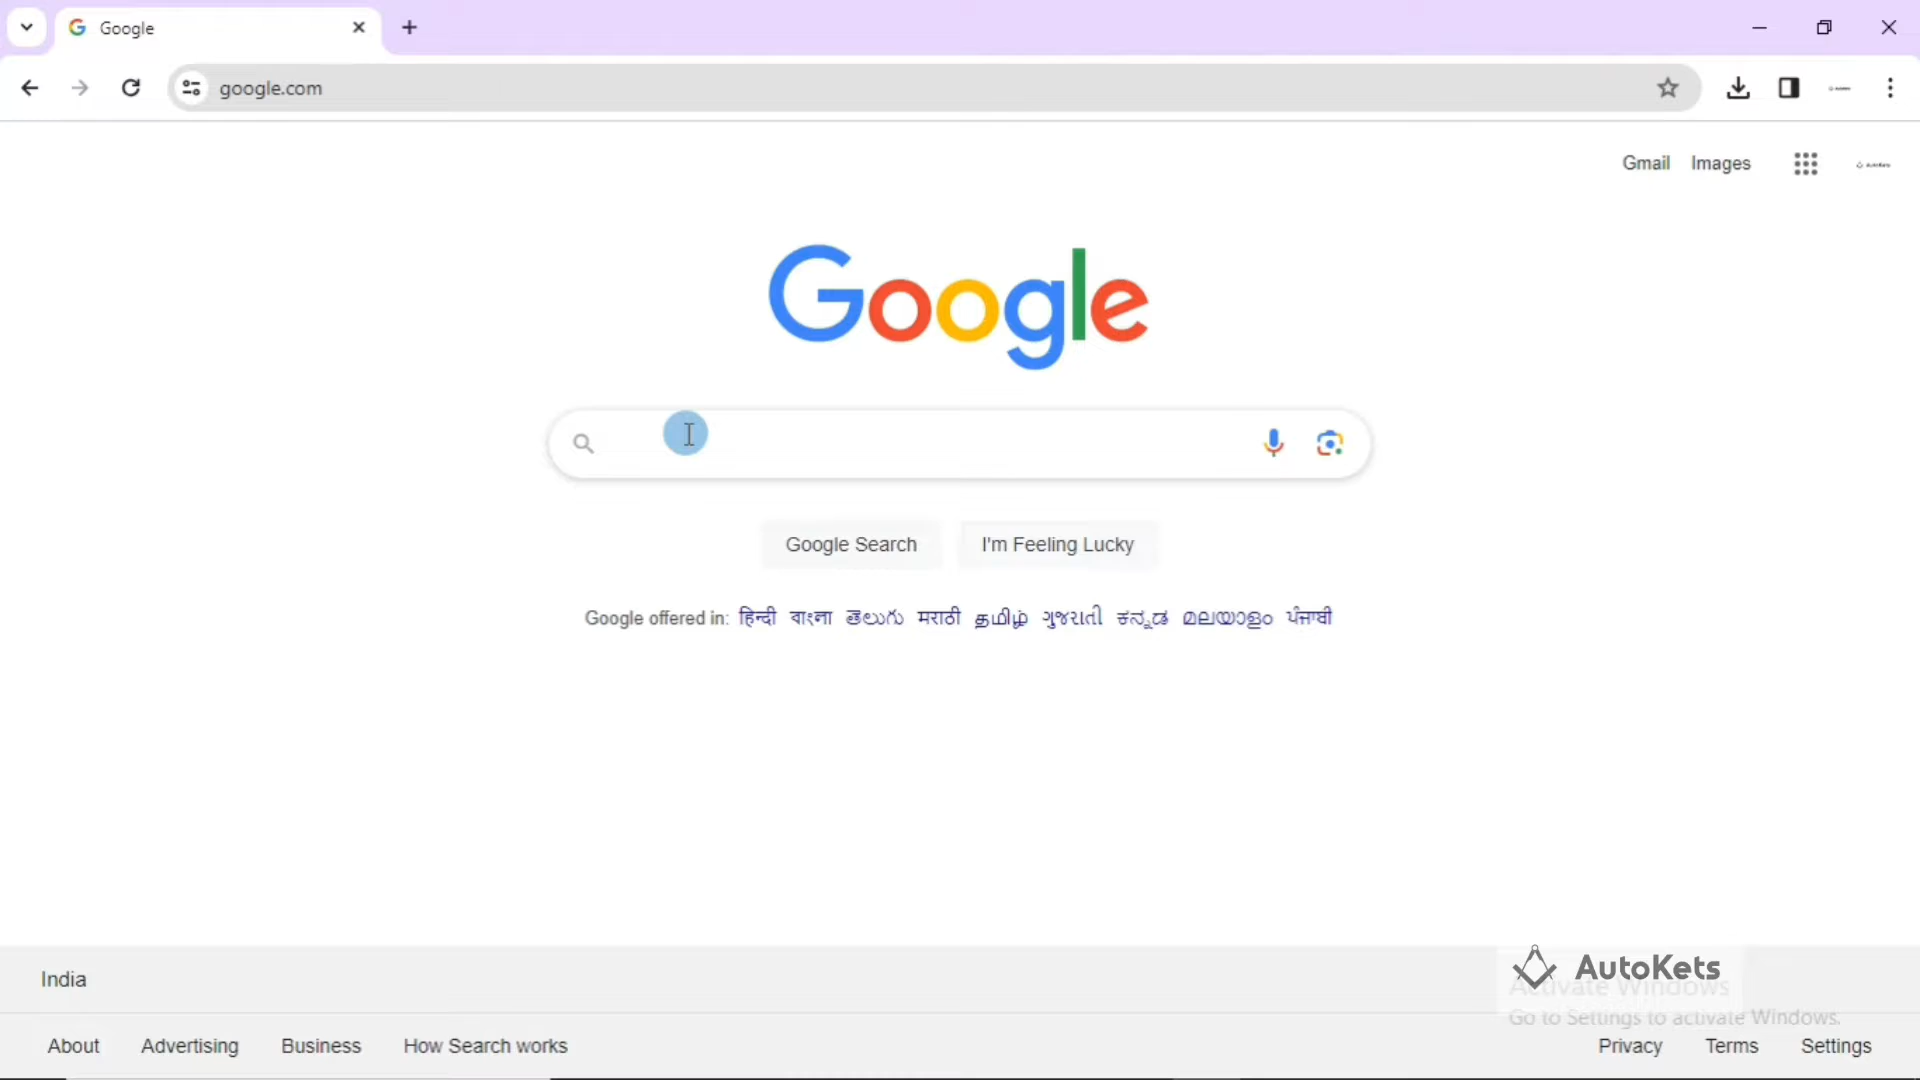 Google
google.com
Gmail Images
Google
Google Search I'm Feeling Lucky
Google offered in: हिन्दी বাংলা తెలుగు मराठी தமிழ் ગુજરાતી ಕನ್ನಡ മലയാളം ਪੰਜਾਬੀ
India
AutoKets
Activate Windows
Go to Settings to activate Windows.
About Advertising Business How Search works Privacy Terms Settings